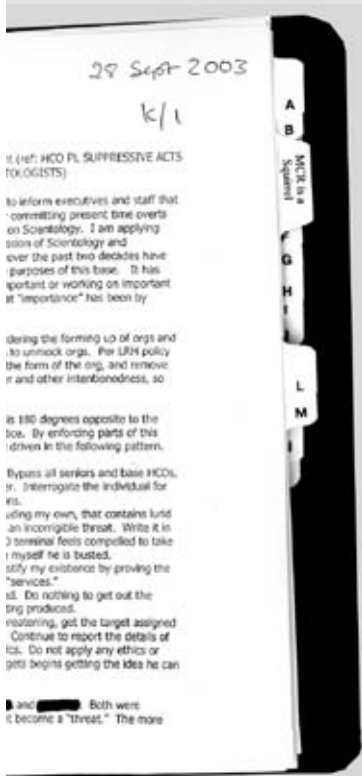 28 Sept 2003
K/1
t (ref: HCO PL SUPPRESSIVE ACTS
TOLOGISTS)
to inform executives and staff that
committing present time overts
on Scientology. I am applying
ssion of Scientology and
over the past two decades have
purposes of this base. It has
mportant or working on important
at "importance" has been by
dering the forming up of orgs and
to unmock orgs. Per LRH policy
the form of the org, and remove
r and other intentionedness, so
is 180 degrees opposite to the
tice. By enforcing parts of this
driven in the following pattern.
Bypass all seniors and base HCOs.
r. Interrogate the individual for
ns.
uding my own, that contains lurid
an incorrigible threat. Write it in
O terminal feels compelled to take
myself he is busted.
stify my existence by proving the
"services."
d. Do nothing to get out the
ting produced.
reatening, get the target assigned
Continue to report the details of
ics. Do not apply any ethics or
gets begins getting the idea he can
and Both were
t become a "threat." The more
A
B
MCR is a
Squirrel
F
G
H
I
L
M